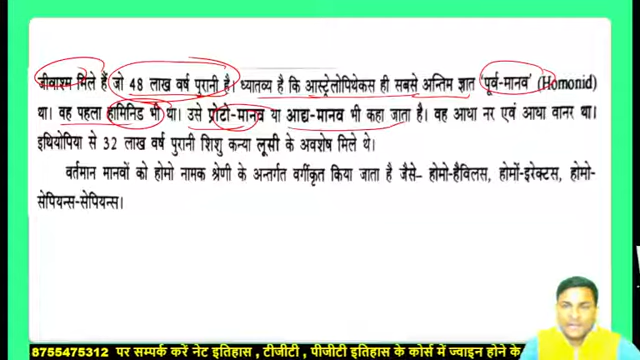 जीवाश्म मिले हैं जो 48 लाख वर्ष पुरानी है। ध्यातव्य है कि आस्ट्रेलोपिथेकस ही सबसे अन्तिम ज्ञात ‘पूर्व-मानव’ (Homonid)
था। वह पहला हामिनिड भी था। उसे प्रोटो-मानव या आद्य-मानव भी कहा जाता है। वह आधा नर एवं आधा वानर था।
इथियोपिया से 32 लाख वर्ष पुरानी शिशु कन्या लूसी के अवशेष मिले थे।
वर्तमान मानवों को होमो नामक श्रेणी के अन्तर्गत वर्गीकृत किया जाता है जैसे– होमो-हैविलस, होमों-इरेक्टस, होमो-
सेपियन्स-सेपियन्स।
8755475312 पर सम्पर्क करें नेट इतिहास , टीजीटी , पीजीटी इतिहास के कोर्स में ज्वाइन होने के